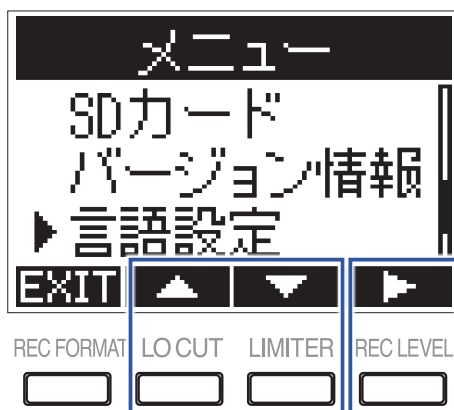 メニュー
SDカード
バージョン情報
言語設定
EXIT
REC FORMAT LO CUT LIMITER REC LEVEL